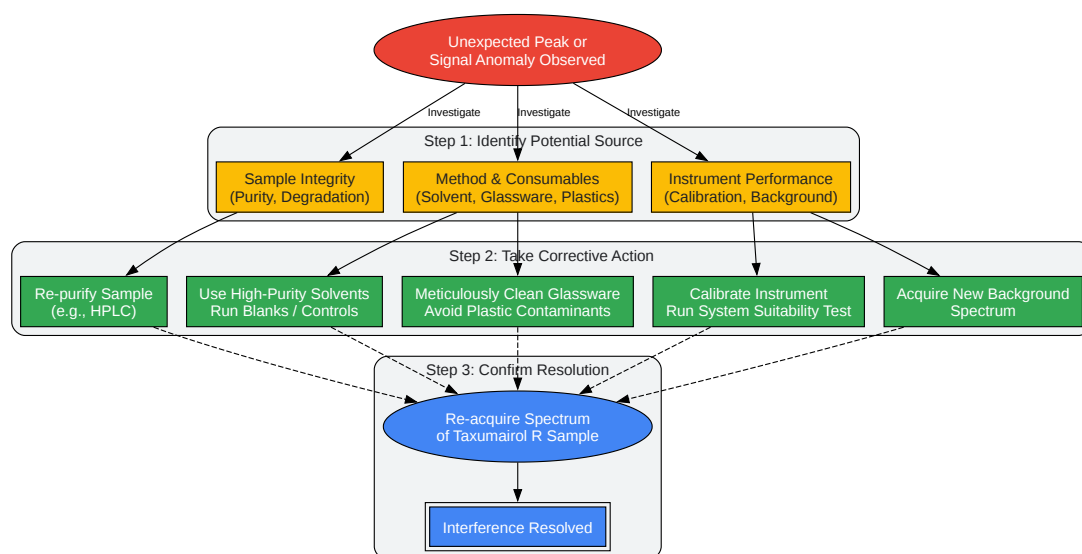 Unexpected Peak or
Signal Anomaly Observed
Investigate
Investigate
Investigate
Step 1: Identify Potential Source
Sample Integrity
(Purity, Degradation)
Method & Consumables
(Solvent, Glassware, Plastics)
Instrument Performance
(Calibration, Background)
Step 2: Take Corrective Action
Re-purify Sample
(e.g., HPLC)
Use High-Purity Solvents
Run Blanks / Controls
Meticulously Clean Glassware
Avoid Plastic Contaminants
Calibrate Instrument
Run System Suitability Test
Acquire New Background
Spectrum
Step 3: Confirm Resolution
Re-acquire Spectrum
of Taxumairol R Sample
Interference Resolved